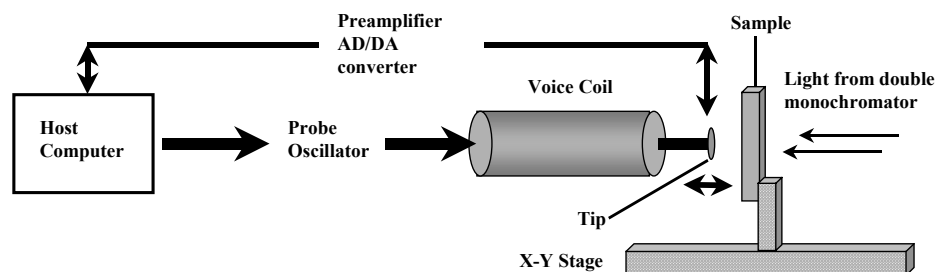 Preamplifier
AD/DA
converter
Sample
Voice Coil
Light from double
monochromator
Host
Computer
Probe
Oscillator
Tip
X-Y Stage